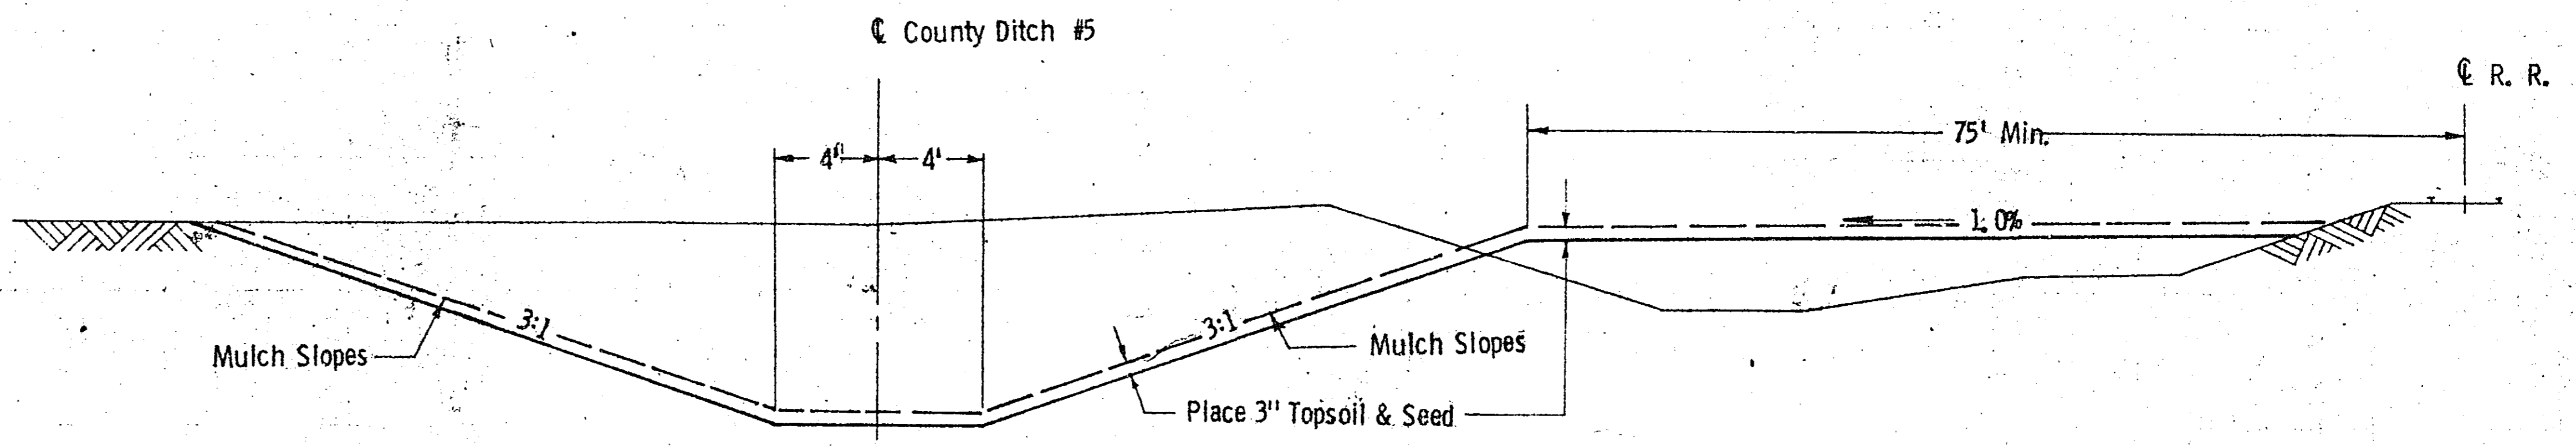 ℄ County Ditch #5
℄ R. R.
75' Min.
4' 4'
1.0%
3:1 3:1
Mulch Slopes Mulch Slopes
Place 3" Topsoil & Seed